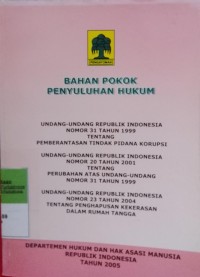 BAHAN POKOK
PENYULUHAN HUKUM
UNDANG-UNDANG REPUBLIK INDONESIA
NOMOR 31 TAHUN 1999
TENTANG
PEMBERANTASAN TINDAK PIDANA KORUPSI
UNDANG-UNDANG REPUBLIK INDONESIA
NOMOR 20 TAHUN 2001
TENTANG
PERUBAHAN ATAS UNDANG-UNDANG
NOMOR 31 TAHUN 1999
UNDANG-UNDANG REPUBLIK INDONESIA
NOMOR 23 TAHUN 2004
TENTANG PENGHAPUSAN KEKERASAN
DALAM RUMAH TANGGA
DEPARTEMEN HUKUM DAN HAK ASASI MANUSIA
REPUBLIK INDONESIA
TAHUN 2005